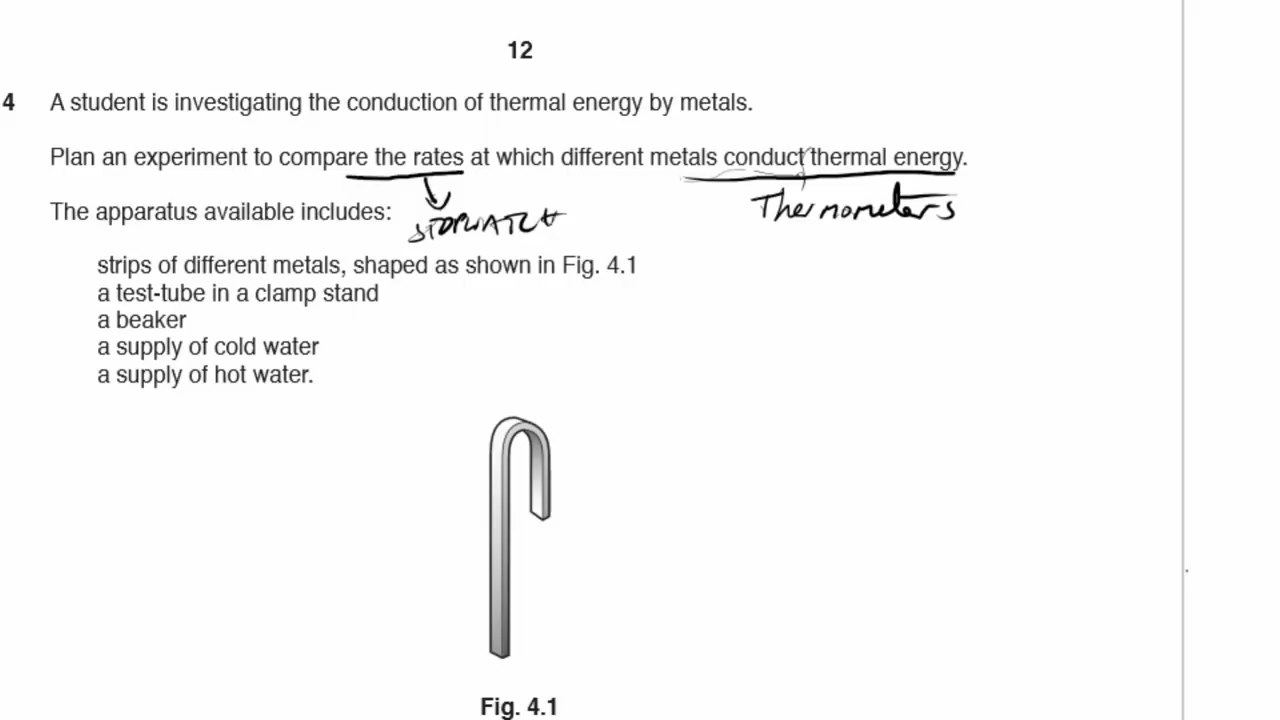 12
4 A student is investigating the conduction of thermal energy by metals.
Plan an experiment to compare the rates at which different metals conduct thermal energy.
The apparatus available includes:
STOPWATCH
Thermometers
strips of different metals, shaped as shown in Fig. 4.1
a test-tube in a clamp stand
a beaker
a supply of cold water
a supply of hot water.
Fig. 4.1